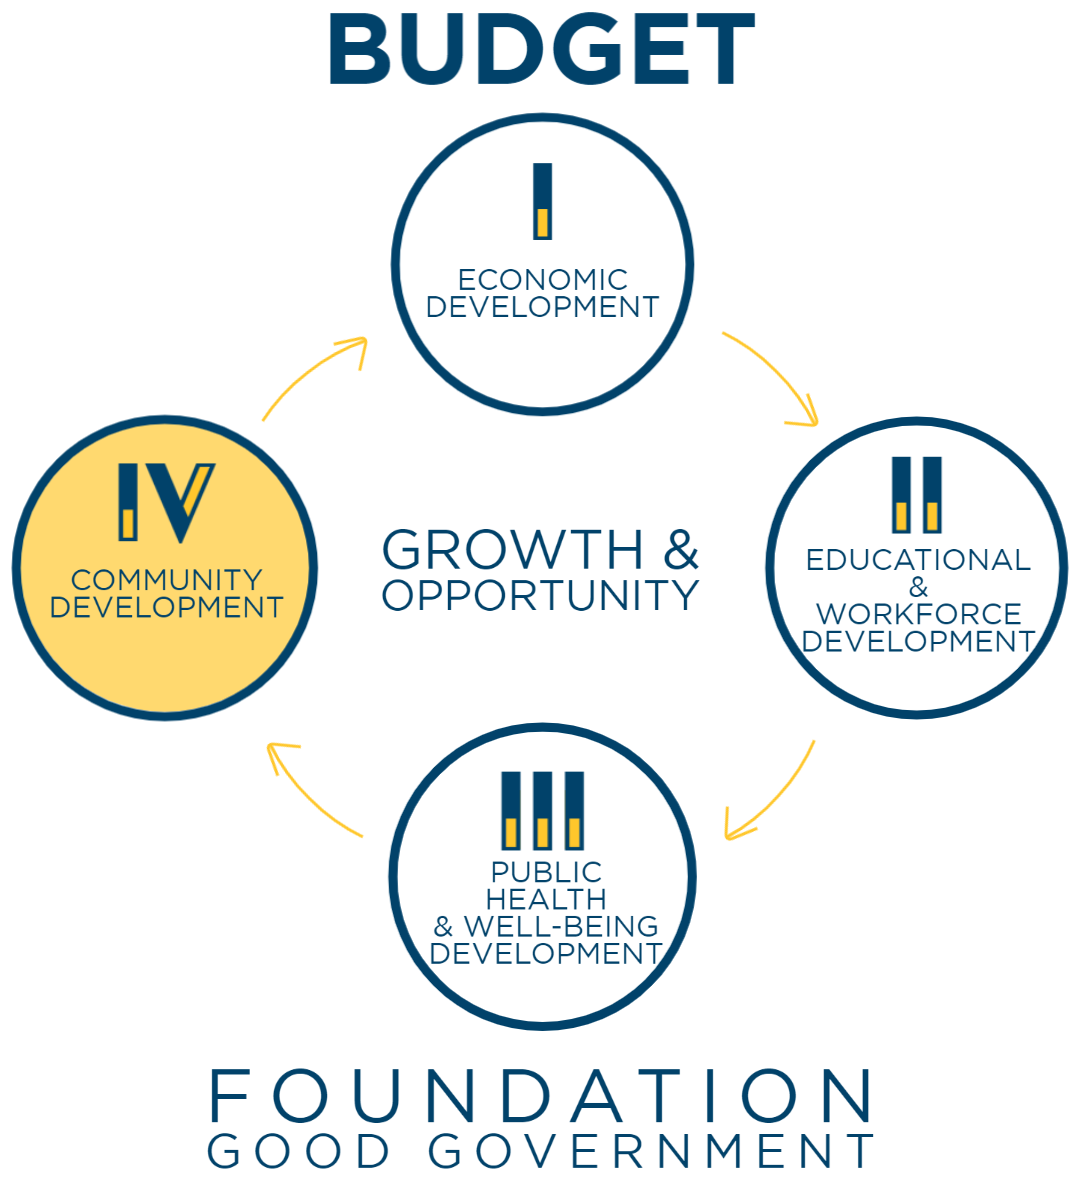 BUDGET
I
ECONOMIC
DEVELOPMENT
II
EDUCATIONAL
&
WORKFORCE
DEVELOPMENT
III
PUBLIC
HEALTH
& WELL-BEING
DEVELOPMENT
IV
COMMUNITY
DEVELOPMENT
GROWTH &
OPPORTUNITY
FOUNDATION
GOOD GOVERNMENT